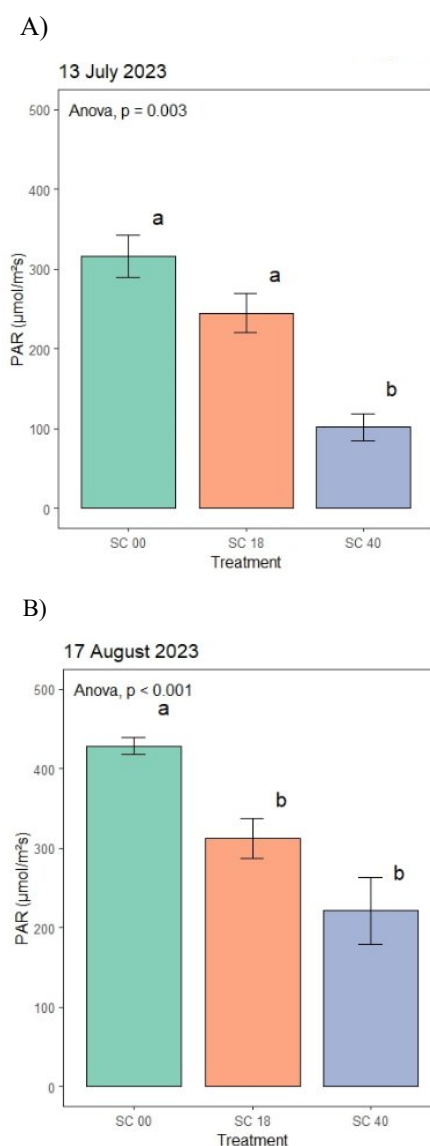 A)
13 July 2023
Anova, p = 0.003
500
400
300
200
100
0
PAR (µmol/m²s)
a
a
b
SC 00 SC 18 SC 40
Treatment
B)
17 August 2023
Anova, p < 0.001
500
400
300
200
100
0
PAR (µmol/m²s)
a
b
b
SC 00 SC 18 SC 40
Treatment